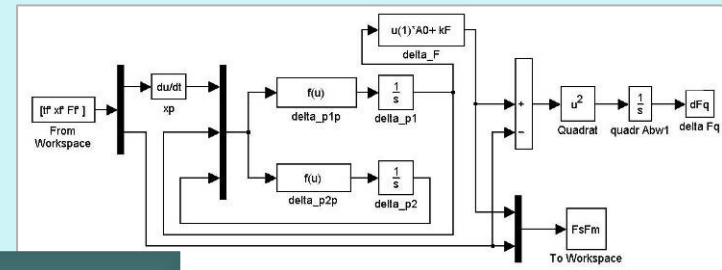 [tf' xf' Ff' ]
From
Workspace
du/dt
xp
f(u)
delta_p1p
1
s
delta_p1
f(u)
delta_p2p
1
s
delta_p2
u(1)*A0+ kF
delta_F
+
−
u²
Quadrat
1
s
quadr Abw1
dFq
delta Fq
FsFm
To Workspace